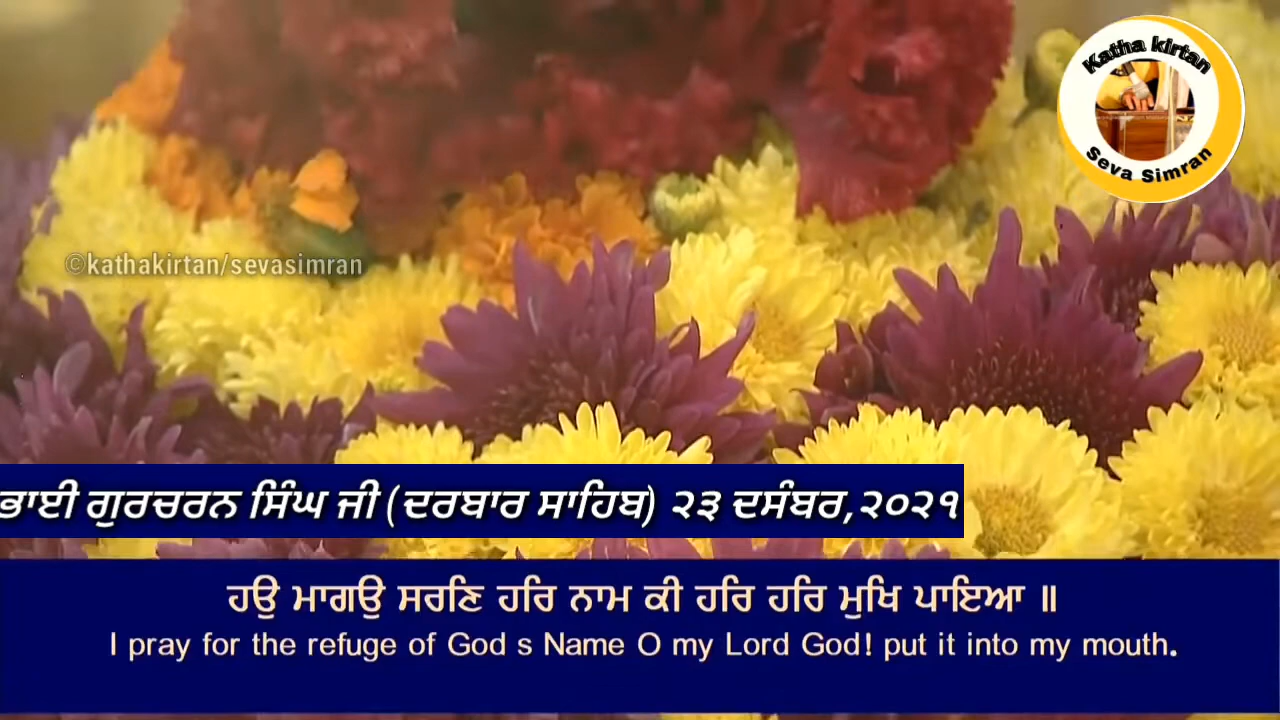 Katha kirtan
Seva Simran
©kathakirtan/sevasimran
ਭਾਈ ਗੁਰਚਰਨ ਸਿੰਘ ਜੀ (ਦਰਬਾਰ ਸਾਹਿਬ) ੨੩ ਦਸੰਬਰ,੨੦੨੧
ਹਉ ਮਾਗਉ ਸਰਣਿ ਹਰਿ ਨਾਮ ਕੀ ਹਰਿ ਹਰਿ ਮੁਖਿ ਪਾਇਆ ॥
I pray for the refuge of God s Name O my Lord God! put it into my mouth.